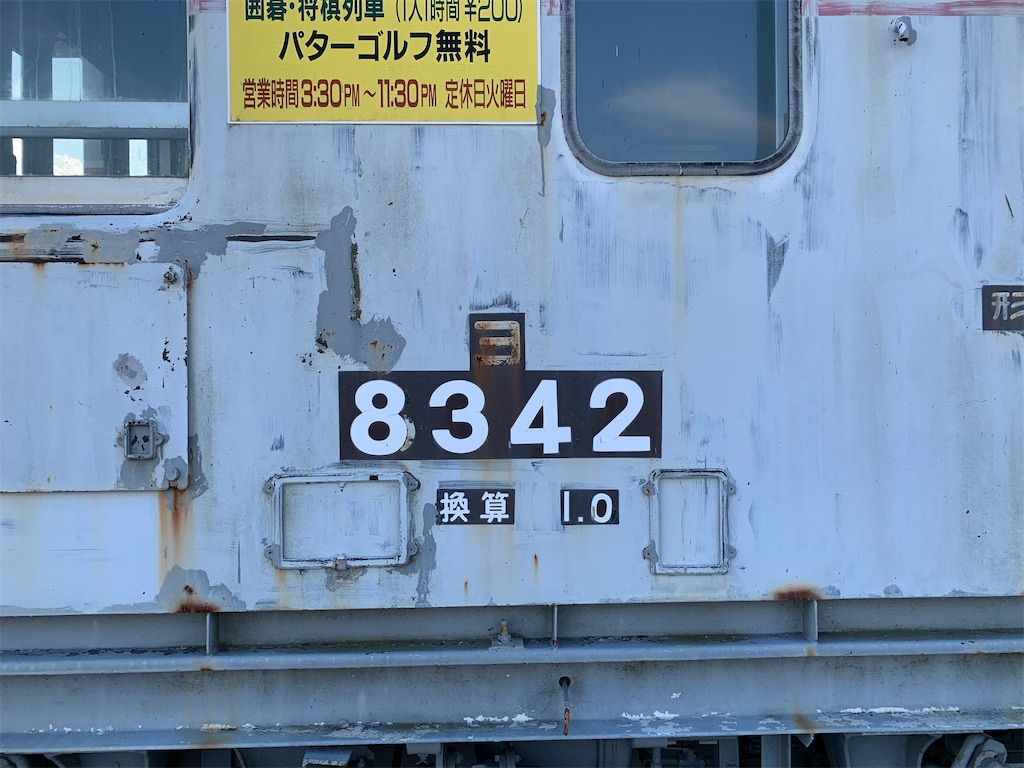 囲碁・将棋列車 (1人1時間¥200)
パターゴルフ無料
営業時間3:30PM～11:30PM 定休日火曜日
形
ヨ
8342
換算 1.0